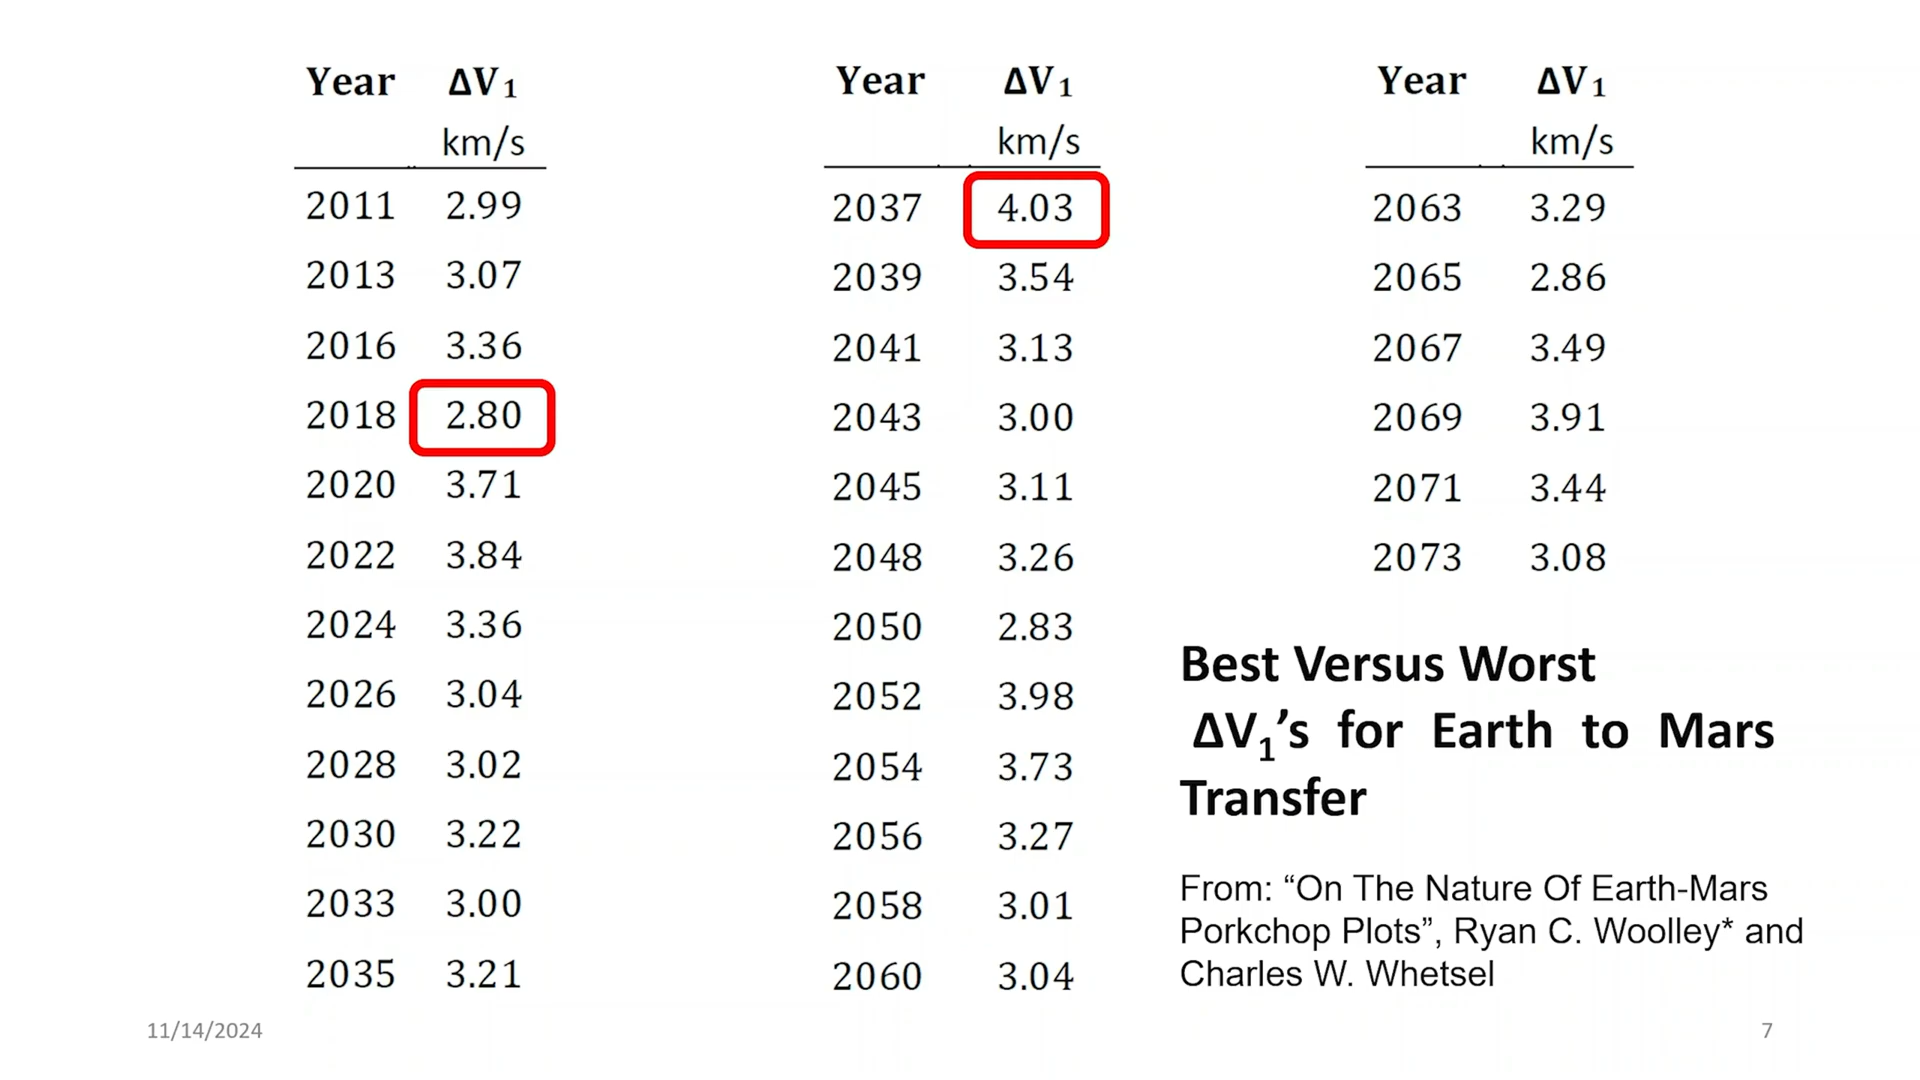 Year ΔV₁
km/s
2011 2.99
2013 3.07
2016 3.36
2018 2.80
2020 3.71
2022 3.84
2024 3.36
2026 3.04
2028 3.02
2030 3.22
2033 3.00
2035 3.21
Year ΔV₁
km/s
2037 4.03
2039 3.54
2041 3.13
2043 3.00
2045 3.11
2048 3.26
2050 2.83
2052 3.98
2054 3.73
2056 3.27
2058 3.01
2060 3.04
Year ΔV₁
km/s
2063 3.29
2065 2.86
2067 3.49
2069 3.91
2071 3.44
2073 3.08
Best Versus Worst
ΔV₁’s for Earth to Mars
Transfer
From: “On The Nature Of Earth-Mars
Porkchop Plots”, Ryan C. Woolley* and
Charles W. Whetsel
11/14/2024
7